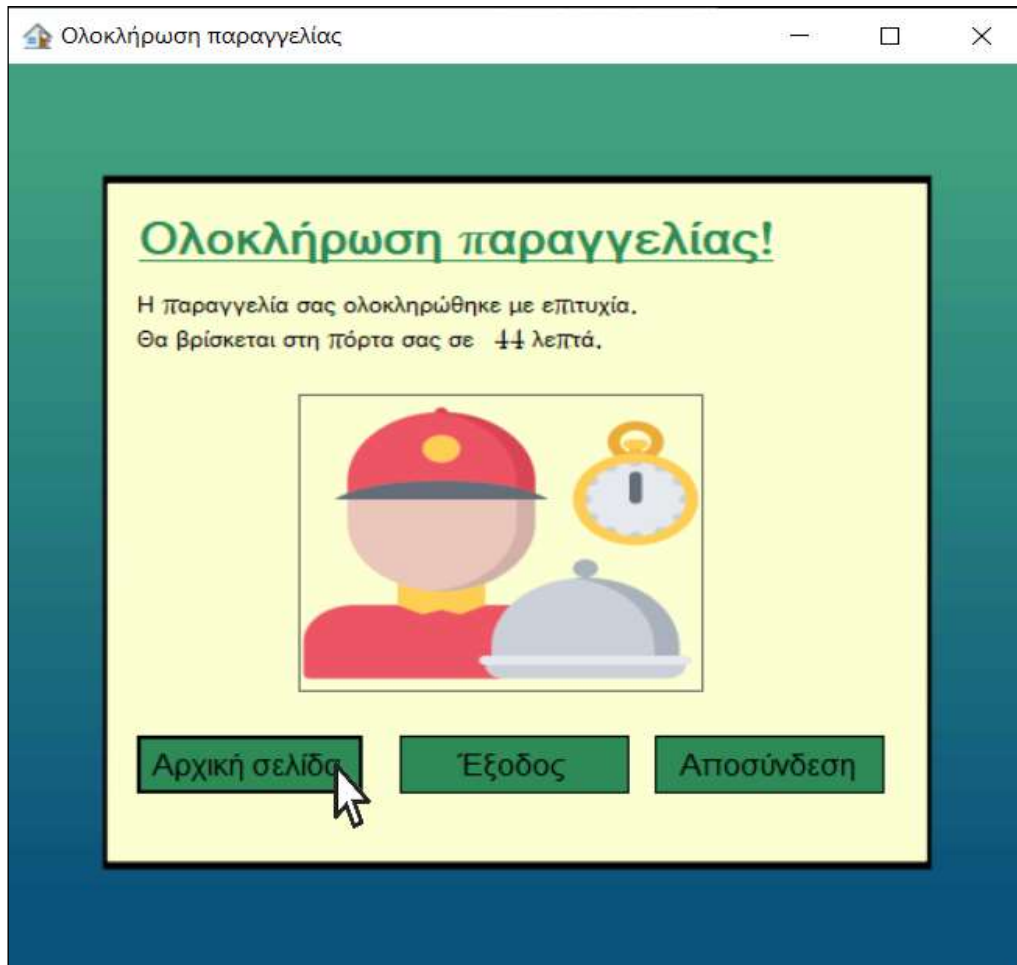 Ολοκλήρωση παραγγελίας
Ολοκλήρωση παραγγελίας!
Η παραγγελία σας ολοκληρώθηκε με επιτυχία.
Θα βρίσκεται στη πόρτα σας σε 44 λεπτά.
Αρχική σελίδα Έξοδος Αποσύνδεση